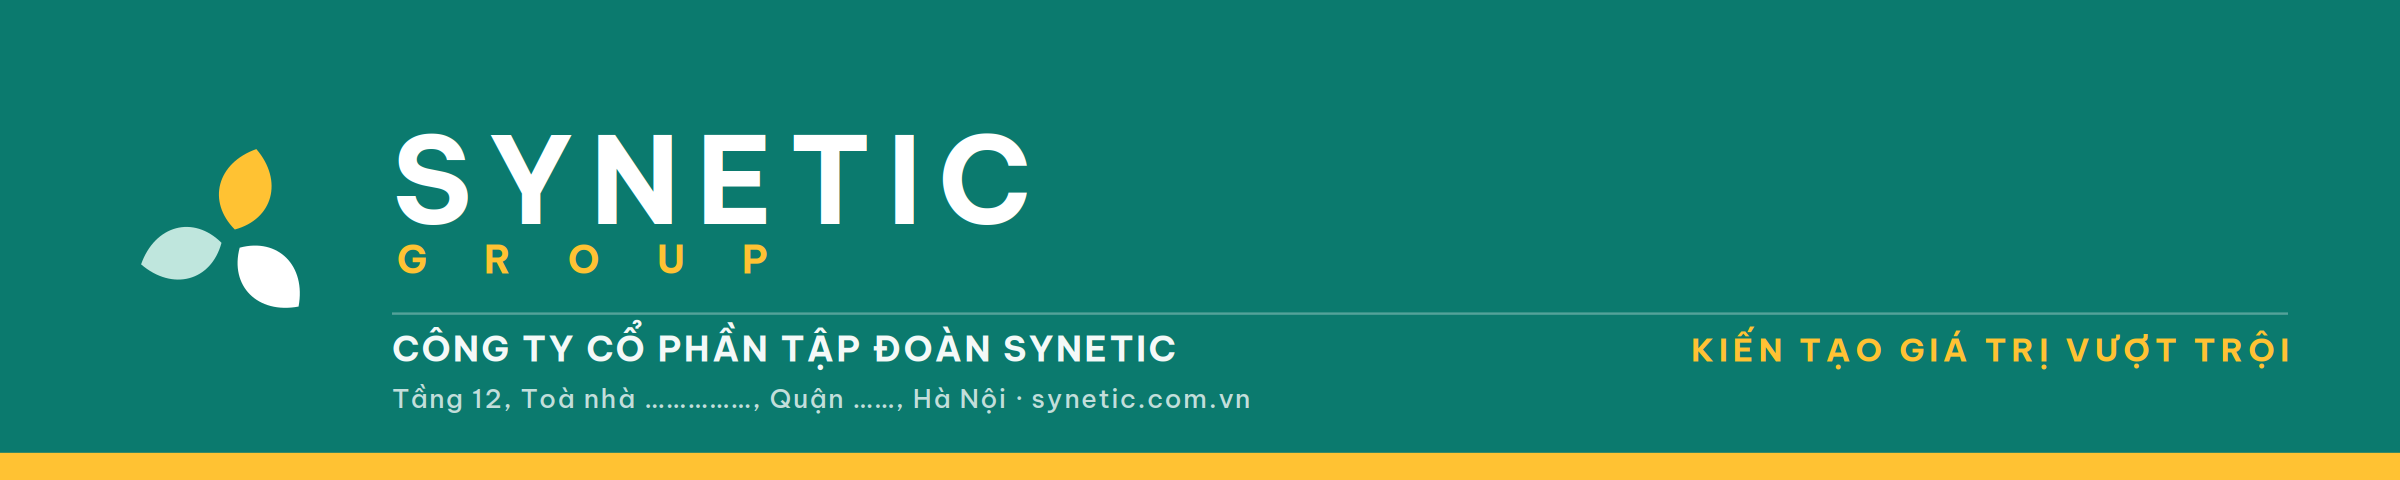 SYNETIC
GROUP
CÔNG TY CỔ PHẦN TẬP ĐOÀN SYNETIC
KIẾN TẠO GIÁ TRỊ VƯỢT TRỘI
Tầng 12, Toà nhà ……………, Quận ……, Hà Nội · synetic.com.vn